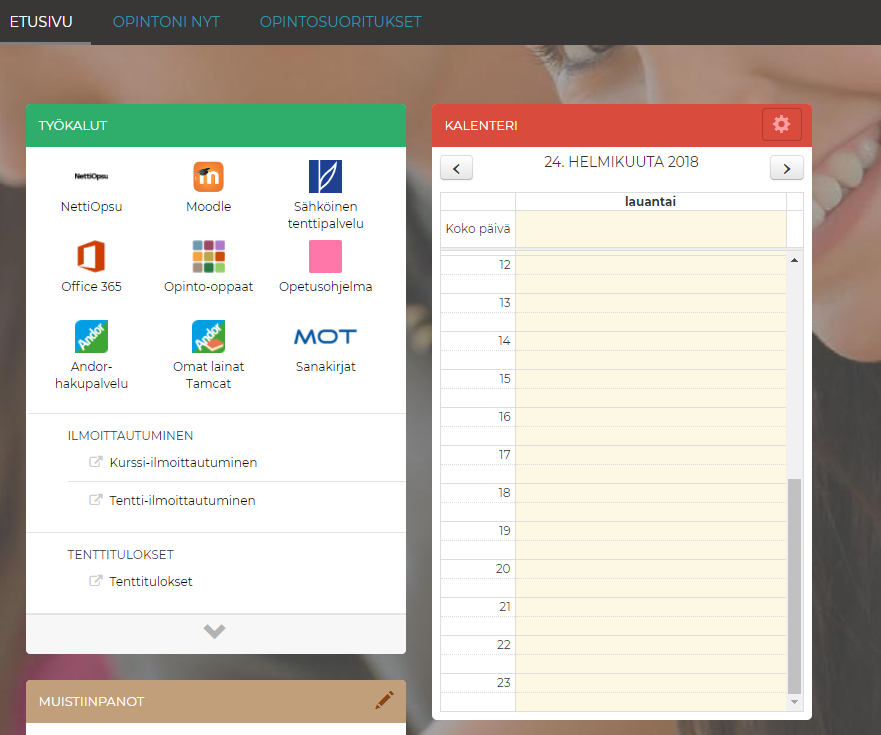 ETUSIVU OPINTONI NYT OPINTOSUORITUKSET
TYÖKALUT
NettiOpsu
NettiOpsu
Moodle
Sähköinen
tenttipalvelu
Office 365
Opinto-oppaat
Opetusohjelma
Andor
Andor-
hakupalvelu
Andor
Omat lainat
Tamcat
MOT
Sanakirjat
ILMOITTAUTUMINEN
Kurssi-ilmoittautuminen
Tentti-ilmoittautuminen
TENTTITULOKSET
Tenttitulokset
MUISTIINPANOT
KALENTERI
24. HELMIKUUTA 2018
lauantai
Koko päivä
12
13
14
15
16
17
18
19
20
21
22
23